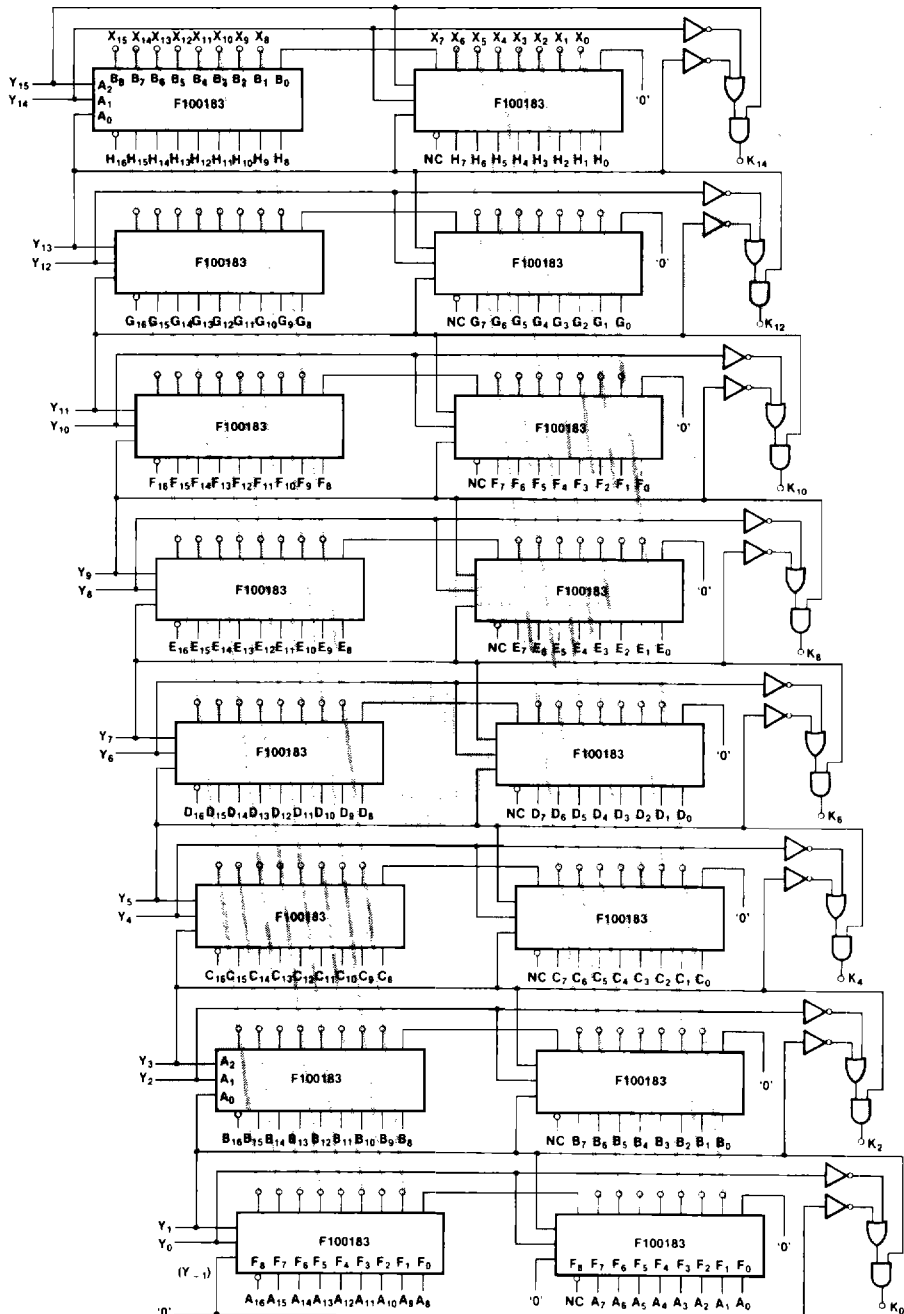 X15 X14 X13 X12 X11 X10 X9 X8 X7 X6 X5 X4 X3 X2 X1 X0
Y15 A2 B8 B7 B6 B5 B4 B3 B2 B1 B0 '0'
Y14 A1 F100183 F100183
A0
H16 H15 H14 H13 H12 H11 H10 H9 H8 NC H7 H6 H5 H4 H3 H2 H1 H0 K14
Y13 F100183 F100183 '0'
Y12
G16 G15 G14 G13 G12 G11 G10 G9 G8 NC G7 G6 G5 G4 G3 G2 G1 G0 K12
Y11 F100183 F100183 '0'
Y10
F16 F15 F14 F13 F12 F11 F10 F9 F8 NC F7 F6 F5 F4 F3 F2 F1 F0 K10
Y9 F100183 F100183 '0'
Y8
E16 E15 E14 E13 E12 E11 E10 E9 E8 NC E7 E6 E5 E4 E3 E2 E1 E0 K8
Y7 F100183 F100183 '0'
Y6
D16 D15 D14 D13 D12 D11 D10 D9 D8 NC D7 D6 D5 D4 D3 D2 D1 D0 K6
Y5 F100183 F100183 '0'
Y4
C16 C15 C14 C13 C12 C11 C10 C9 C8 NC C7 C6 C5 C4 C3 C2 C1 C0 K4
Y3 A2 F100183 F100183 '0'
Y2 A1
A0
B16 B15 B14 B13 B12 B11 B10 B9 B8 NC B7 B6 B5 B4 B3 B2 B1 B0 K2
Y1 F100183 F100183 '0'
Y0
(Y−1) F8 F7 F6 F5 F4 F3 F2 F1 F0 F8 F7 F6 F5 F4 F3 F2 F1 F0
'0' A16 A15 A14 A13 A12 A11 A10 A9 A8 '0' NC A7 A6 A5 A4 A3 A2 A1 A0 K0